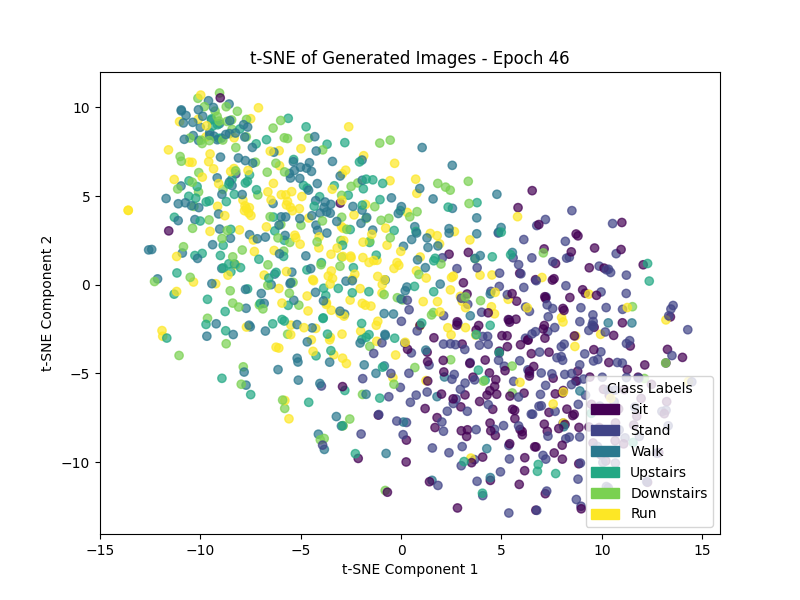 t-SNE of Generated Images - Epoch 46
t-SNE Component 2
10
5
0
−5
−10
Class Labels
Sit
Stand
Walk
Upstairs
Downstairs
Run
−15
−10
−5
0
5
10
15
t-SNE Component 1